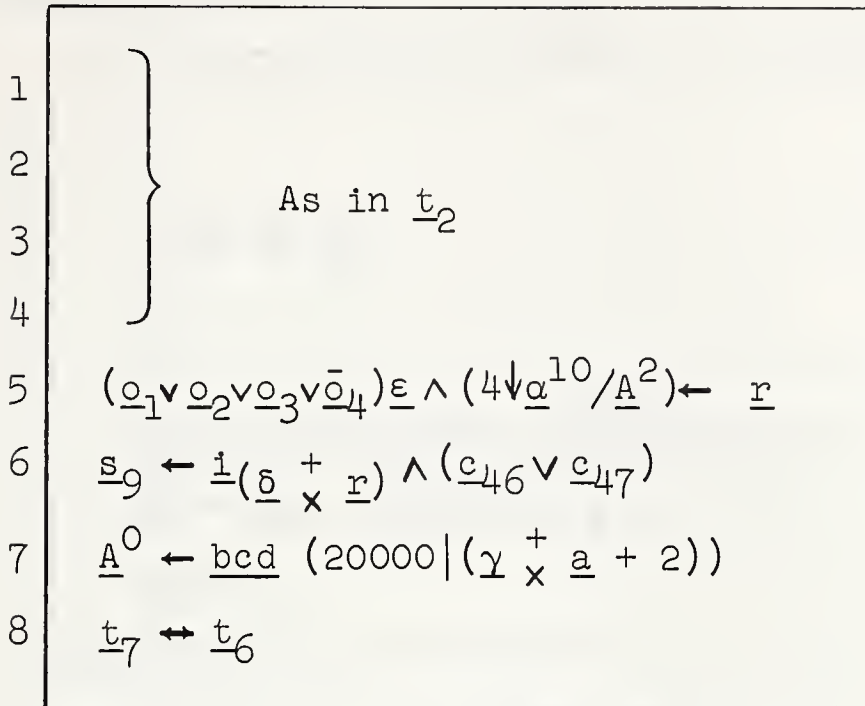 1
2
As in t₂
3
4
5 (o₁∨o₂∨o₃∨ō₄)ε ∧ (4↓α¹⁰/A²)← r
6 s₉ ← i₍δ ⁺ₓ r₎ ∧ (c₄₆∨ c₄₇)
7 A⁰ ← bcd (20000|(γ ⁺ₓ a + 2))
8 t₇ ↔ t₆